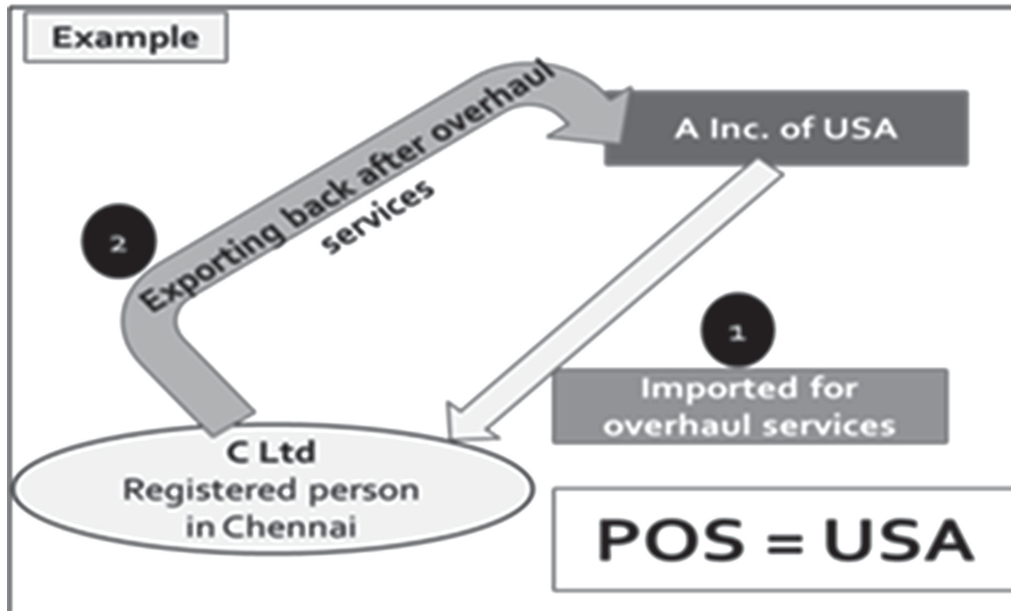 Example
A Inc. of USA
Exporting back after overhaul
services
2
1
Imported for
overhaul services
C Ltd
Registered person
in Chennai
POS = USA